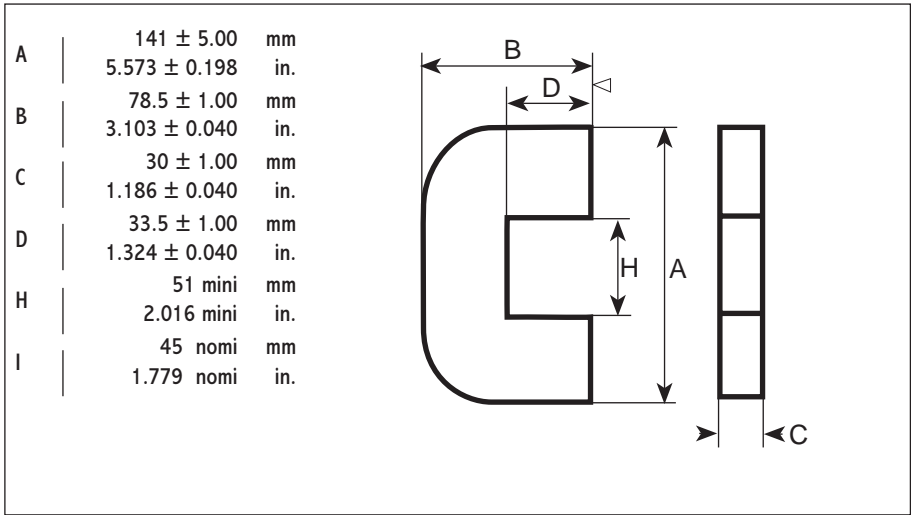 A 141 ± 5.00 mm
5.573 ± 0.198 in.
B 78.5 ± 1.00 mm
3.103 ± 0.040 in.
C 30 ± 1.00 mm
1.186 ± 0.040 in.
D 33.5 ± 1.00 mm
1.324 ± 0.040 in.
H 51 mini mm
2.016 mini in.
I 45 nomi mm
1.779 nomi in.
B
D
H
A
C